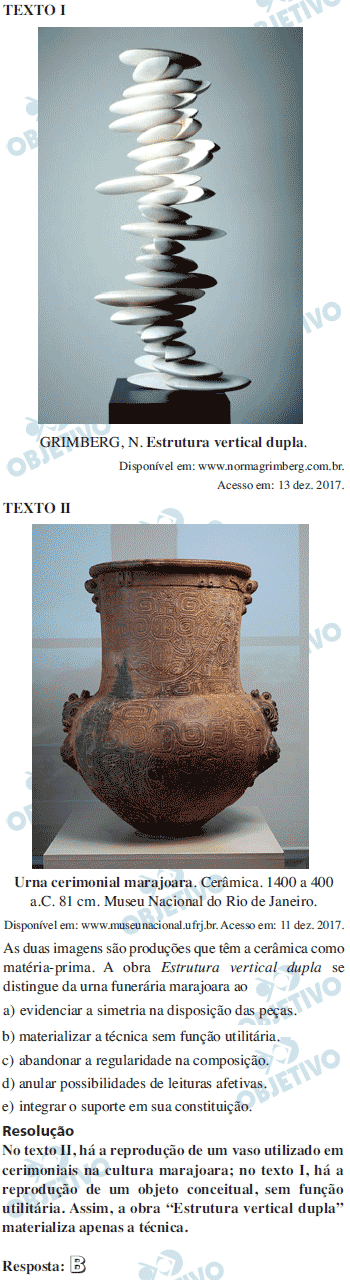 TEXTO I
GRIMBERG, N. Estrutura vertical dupla.
Disponível em: www.normagrimberg.com.br.
Acesso em: 13 dez. 2017.
TEXTO II
Urna cerimonial marajoara. Cerâmica. 1400 a 400
a.C. 81 cm. Museu Nacional do Rio de Janeiro.
Disponível em: www.museunacional.ufrj.br. Acesso em: 11 dez. 2017.
As duas imagens são produções que têm a cerâmica como
matéria-prima. A obra Estrutura vertical dupla se
distingue da urna funerária marajoara ao
a) evidenciar a simetria na disposição das peças.
b) materializar a técnica sem função utilitária.
c) abandonar a regularidade na composição.
d) anular possibilidades de leituras afetivas.
e) integrar o suporte em sua constituição.
Resolução
No texto II, há a reprodução de um vaso utilizado em
cerimoniais na cultura marajoara; no texto I, há a
reprodução de um objeto conceitual, sem função
utilitária. Assim, a obra “Estrutura vertical dupla”
materializa apenas a técnica.
Resposta: B
OBJETIVO
OBJETIVO
OBJETIVO
OBJETIVO
OBJETIVO
OBJETIVO